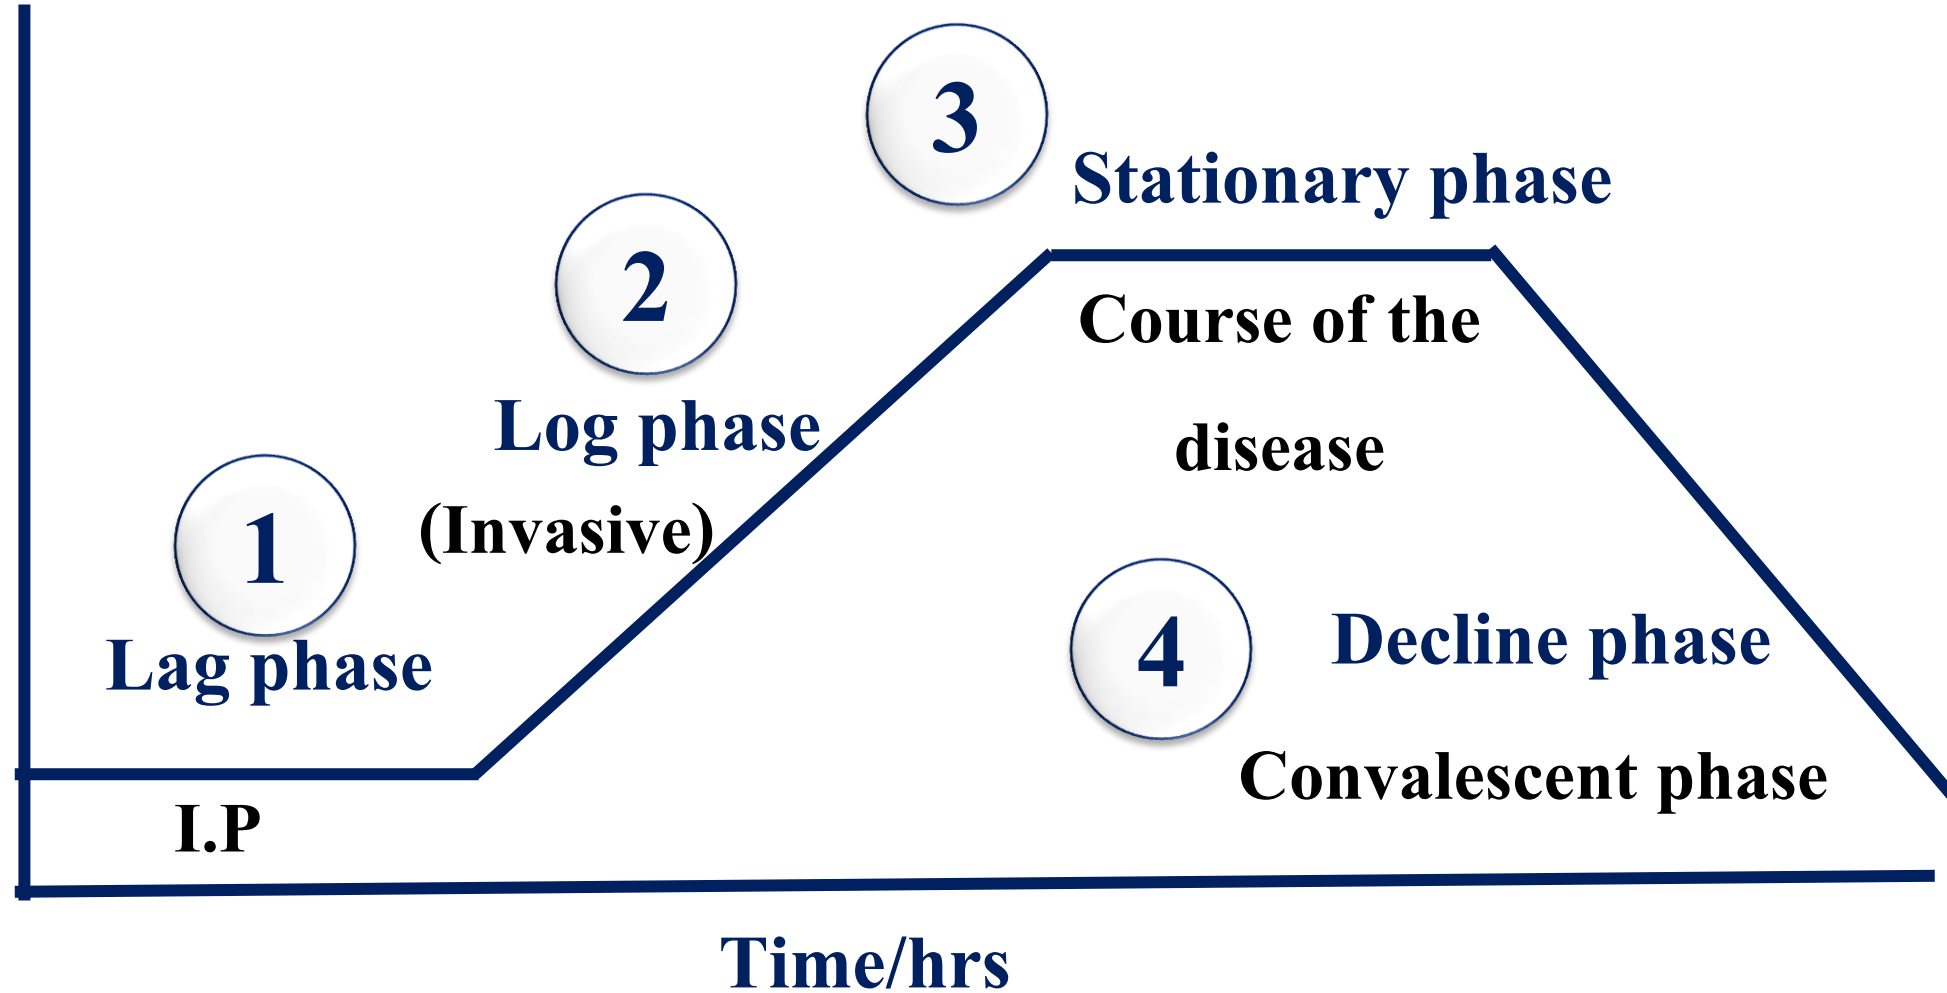 3
Stationary phase
2
Course of the
disease
Log phase
(Invasive)
1
Lag phase
4
Decline phase
Convalescent phase
I.P
Time/hrs